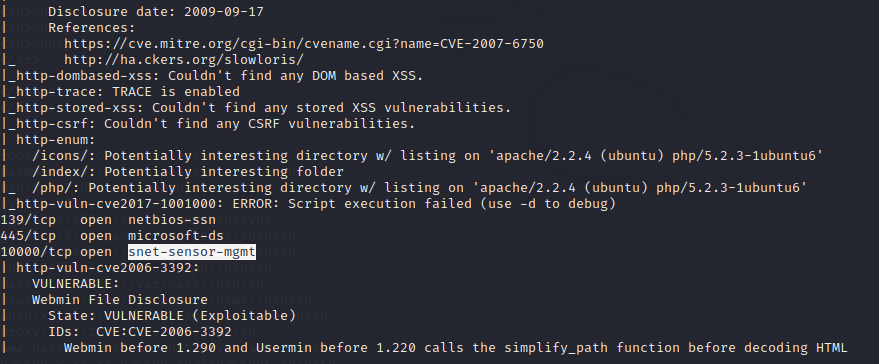 |     Disclosure date: 2009-09-17
|     References:
|       https://cve.mitre.org/cgi-bin/cvename.cgi?name=CVE-2007-6750
|_      http://ha.ckers.org/slowloris/
|_http-dombased-xss: Couldn't find any DOM based XSS.
|_http-trace: TRACE is enabled
|_http-stored-xss: Couldn't find any stored XSS vulnerabilities.
|_http-csrf: Couldn't find any CSRF vulnerabilities.
| http-enum:
|   /icons/: Potentially interesting directory w/ listing on 'apache/2.2.4 (ubuntu) php/5.2.3-1ubuntu6'
|   /index/: Potentially interesting folder
|_  /php/: Potentially interesting directory w/ listing on 'apache/2.2.4 (ubuntu) php/5.2.3-1ubuntu6'
|_http-vuln-cve2017-1001000: ERROR: Script execution failed (use -d to debug)
139/tcp   open  netbios-ssn
445/tcp   open  microsoft-ds
10000/tcp open  snet-sensor-mgmt
| http-vuln-cve2006-3392:
|   VULNERABLE:
|   Webmin File Disclosure
|     State: VULNERABLE (Exploitable)
|     IDs:  CVE:CVE-2006-3392
|       Webmin before 1.290 and Usermin before 1.220 calls the simplify_path function before decoding HTML